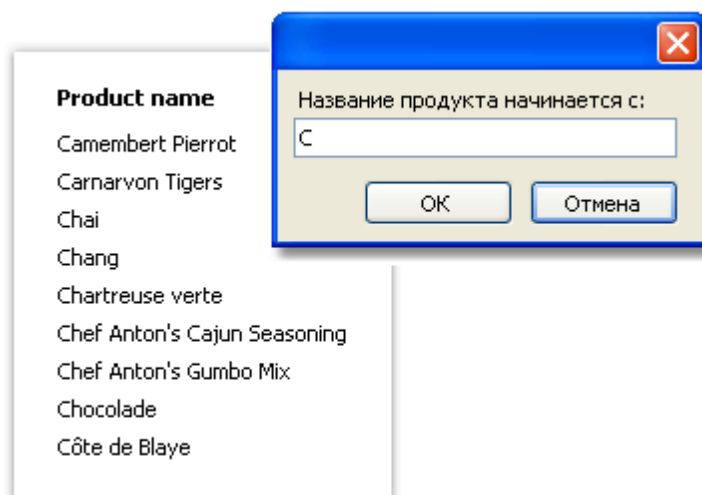 Product name
Camembert Pierrot
Carnarvon Tigers
Chai
Chang
Chartreuse verte
Chef Anton's Cajun Seasoning
Chef Anton's Gumbo Mix
Chocolade
Côte de Blaye
Название продукта начинается с:
C
ОК
Отмена